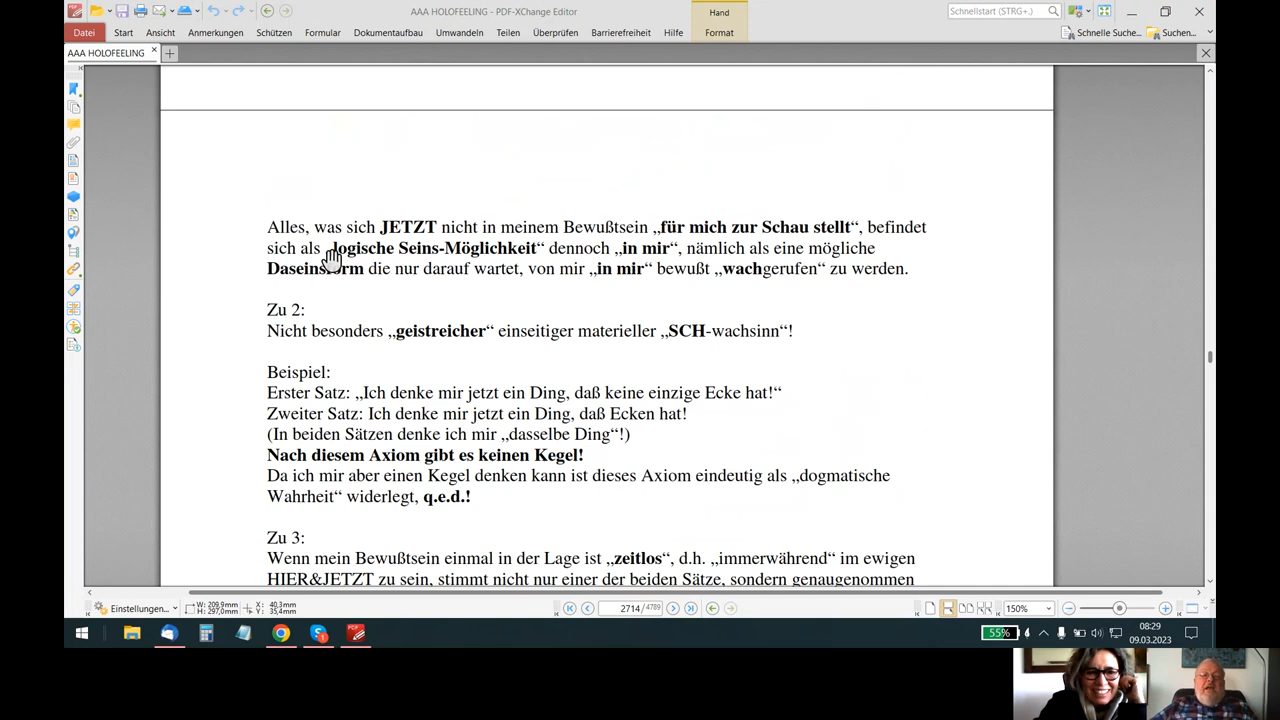 AAA HOLOFEELING - PDF-XChange Editor
Hand
Schnellstart (STRG+.)
Datei Start Ansicht Anmerkungen Schützen Formular Dokumentaufbau Umwandeln Teilen Überprüfen Barrierefreiheit Hilfe Format Schnelle Suche... Suchen...
AAA HOLOFEELING
Alles, was sich JETZT nicht in meinem Bewußtsein „für mich zur Schau stellt“, befindet
sich als „logische Seins-Möglichkeit“ dennoch „in mir“, nämlich als eine mögliche
Daseinsform die nur darauf wartet, von mir „in mir“ bewußt „wachgerufen“ zu werden.
Zu 2:
Nicht besonders „geistreicher“ einseitiger materieller „SCH-wachsinn“!
Beispiel:
Erster Satz: „Ich denke mir jetzt ein Ding, daß keine einzige Ecke hat!“
Zweiter Satz: Ich denke mir jetzt ein Ding, daß Ecken hat!
(In beiden Sätzen denke ich mir „dasselbe Ding“!)
Nach diesem Axiom gibt es keinen Kegel!
Da ich mir aber einen Kegel denken kann ist dieses Axiom eindeutig als „dogmatische
Wahrheit“ widerlegt, q.e.d.!
Zu 3:
Wenn mein Bewußtsein einmal in der Lage ist „zeitlos“, d.h. „immerwährend“ im ewigen
HIER&JETZT zu sein, stimmt nicht nur einer der beiden Sätze, sondern genaugenommen
Einstellungen... W: 209,9mm X: 40,3mm 2714 / 4789 150%
H: 297,0mm Y: 35,4mm
55% 08:29
09.03.2023